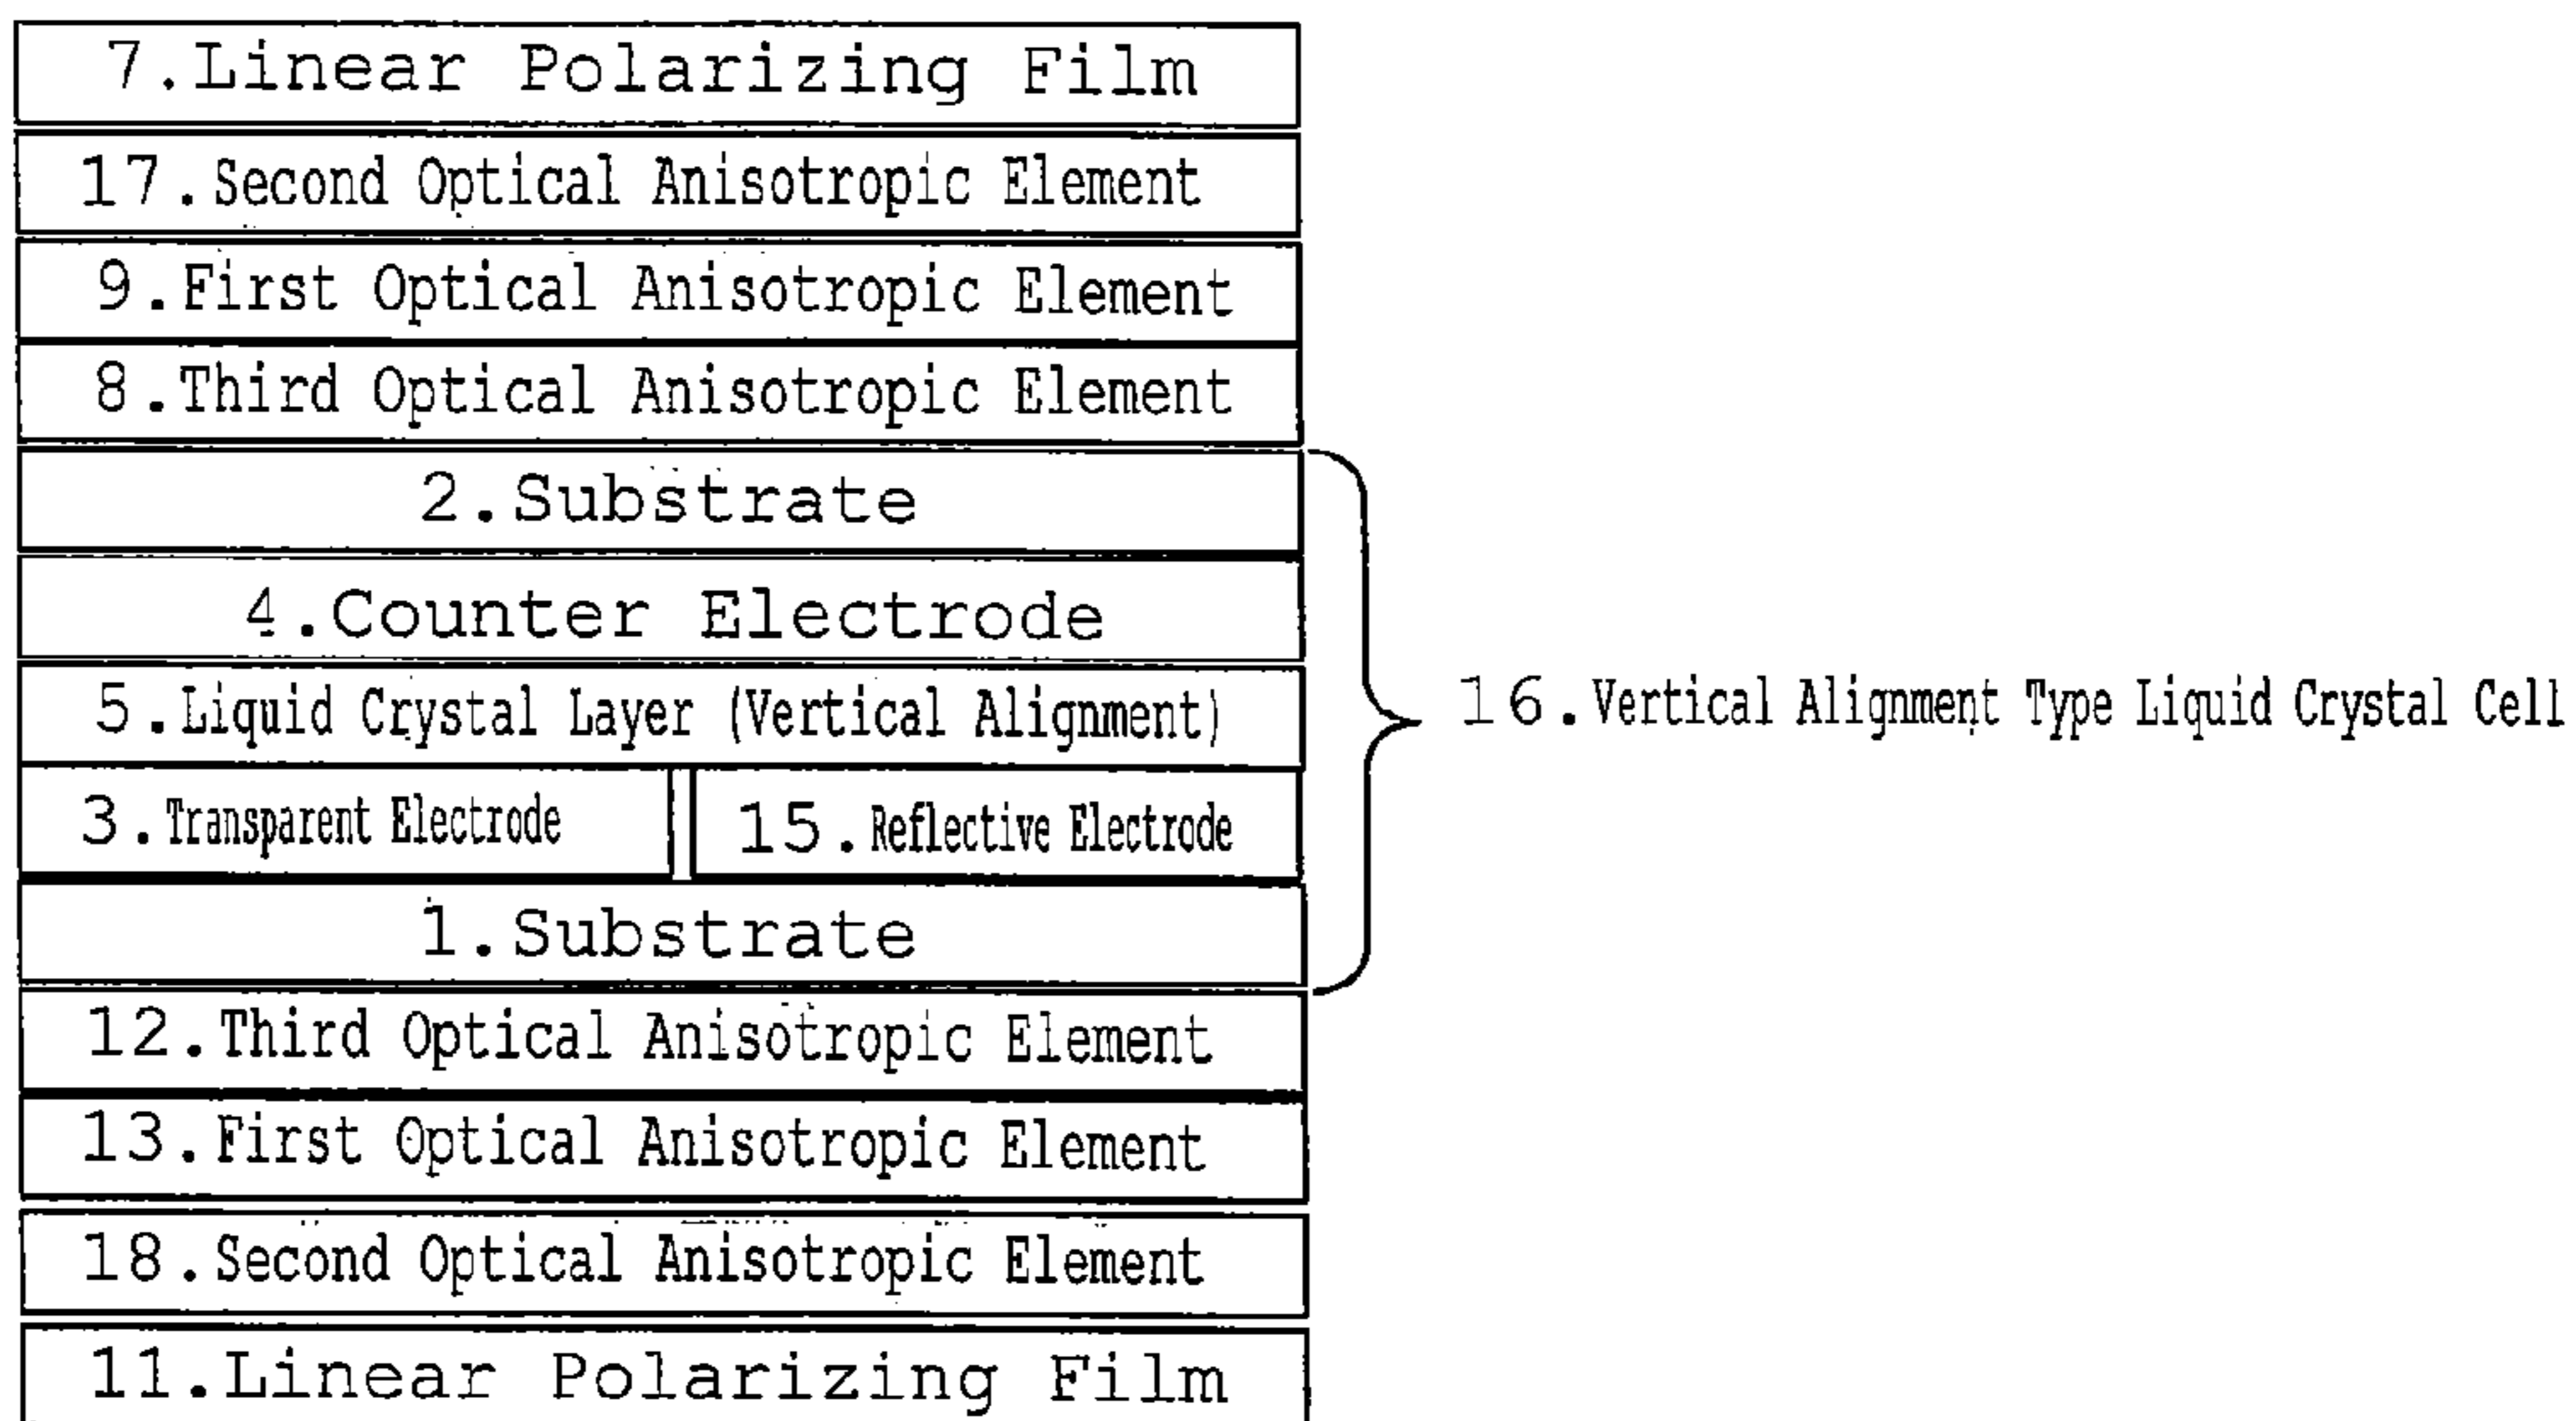 7.Linear Polarizing Film
17.Second Optical Anisotropic Element
9.First Optical Anisotropic Element
8.Third Optical Anisotropic Element
2.Substrate
4.Counter Electrode
5.Liquid Crystal Layer (Vertical Alignment)
16.Vertical Alignment Type Liquid Crystal Cell
3.Transparent Electrode
15.Reflective Electrode
1.Substrate
12.Third Optical Anisotropic Element
13.First Optical Anisotropic Element
18.Second Optical Anisotropic Element
11.Linear Polarizing Film